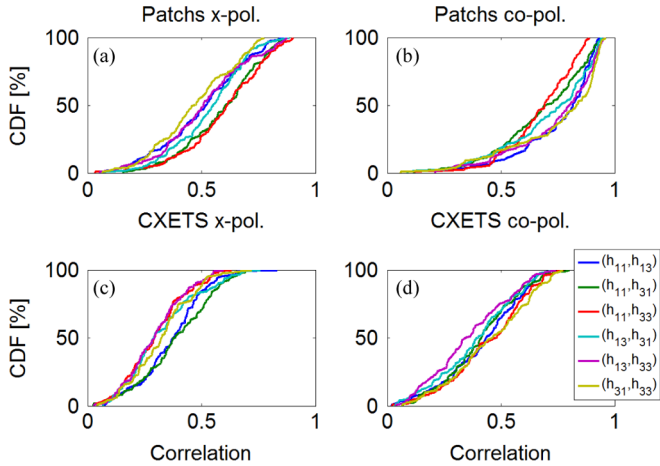 Patchs x-pol.
Patchs co-pol.
CDF [%]
100
50
0
(a)
0
0.5
1
100
50
0
(b)
0
0.5
1
CXETS x-pol.
CXETS co-pol.
CDF [%]
100
50
0
(c)
0
0.5
1
Correlation
100
50
0
(d)
0
0.5
1
Correlation
(h11,h13)
(h11,h31)
(h11,h33)
(h13,h31)
(h13,h33)
(h31,h33)